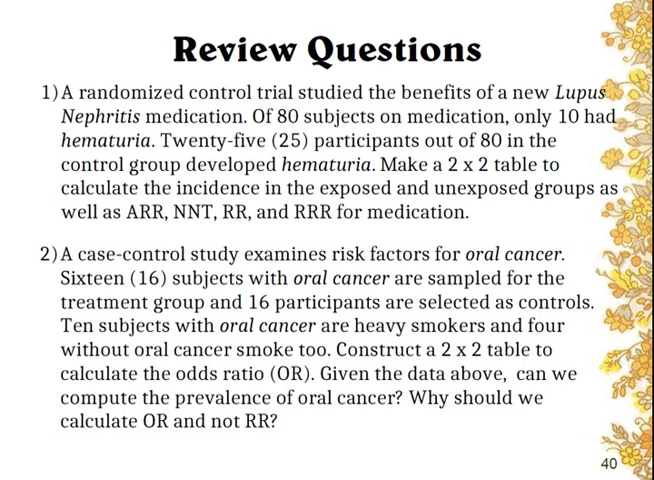 Review Questions
1) A randomized control trial studied the benefits of a new Lupus
Nephritis medication. Of 80 subjects on medication, only 10 had
hematuria. Twenty-five (25) participants out of 80 in the
control group developed hematuria. Make a 2 x 2 table to
calculate the incidence in the exposed and unexposed groups as
well as ARR, NNT, RR, and RRR for medication.
2) A case-control study examines risk factors for oral cancer.
Sixteen (16) subjects with oral cancer are sampled for the
treatment group and 16 participants are selected as controls.
Ten subjects with oral cancer are heavy smokers and four
without oral cancer smoke too. Construct a 2 x 2 table to
calculate the odds ratio (OR). Given the data above, can we
compute the prevalence of oral cancer? Why should we
calculate OR and not RR?
40